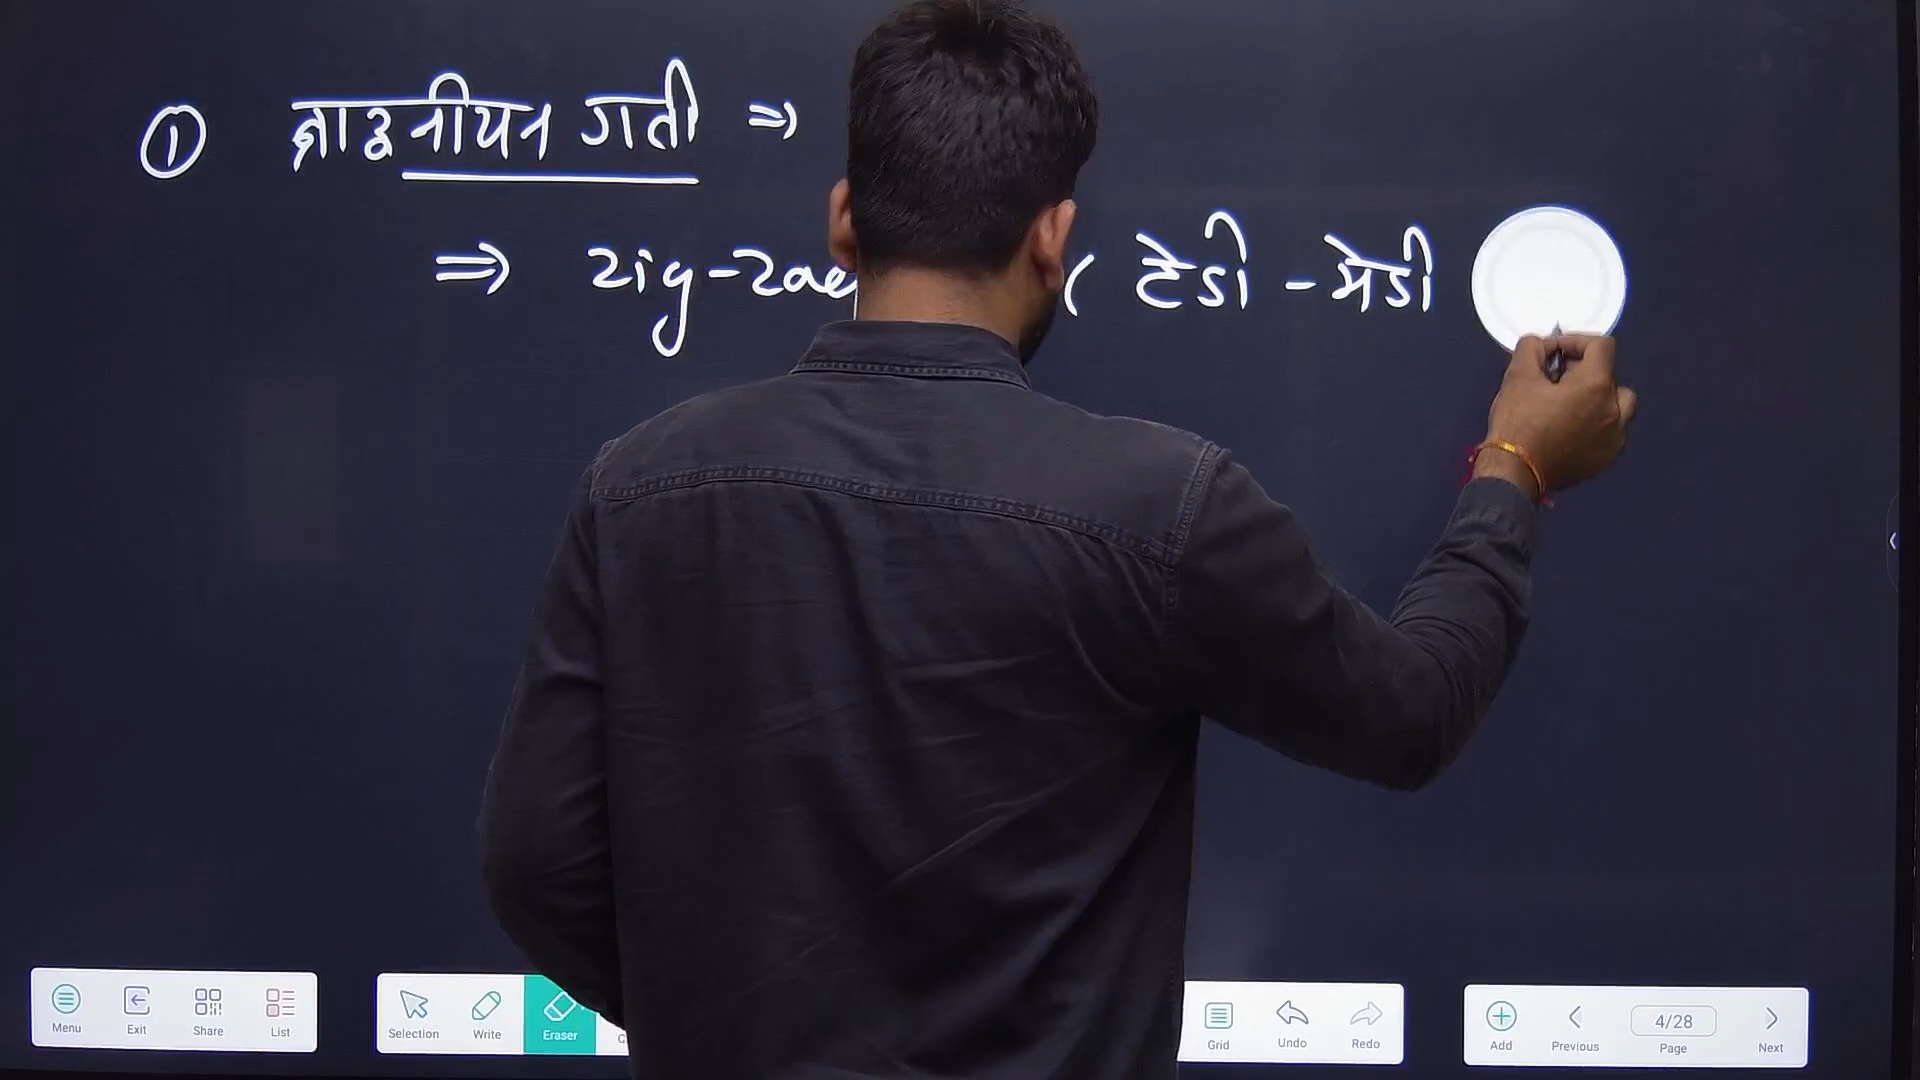 ① ब्राउनीयन गती ⇒
⇒ zig-zag ( टेडी - मेडी
Menu Exit Share List Selection Write Eraser Grid Undo Redo Add Previous 4/28 Page Next